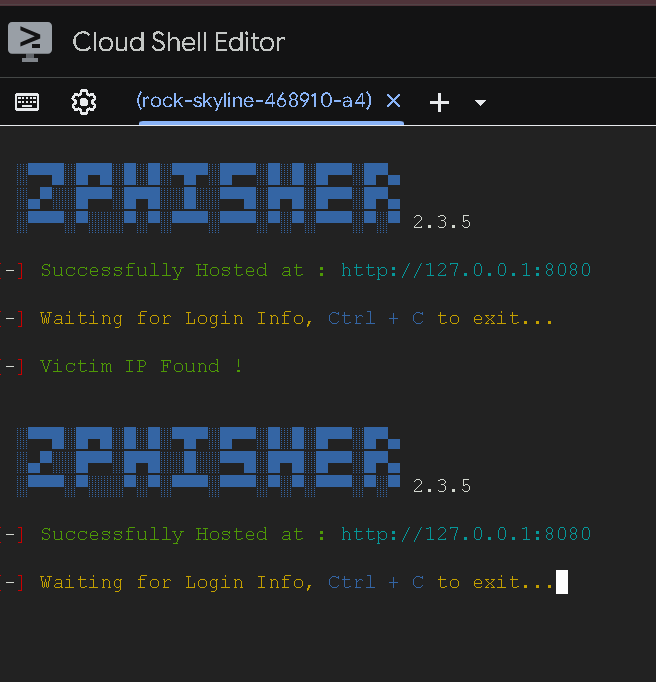 Cloud Shell Editor
(rock-skyline-468910-a4)
ZPHISHER 2.3.5
[-] Successfully Hosted at : http://127.0.0.1:8080
[-] Waiting for Login Info, Ctrl + C to exit...
[-] Victim IP Found !
ZPHISHER 2.3.5
[-] Successfully Hosted at : http://127.0.0.1:8080
[-] Waiting for Login Info, Ctrl + C to exit...